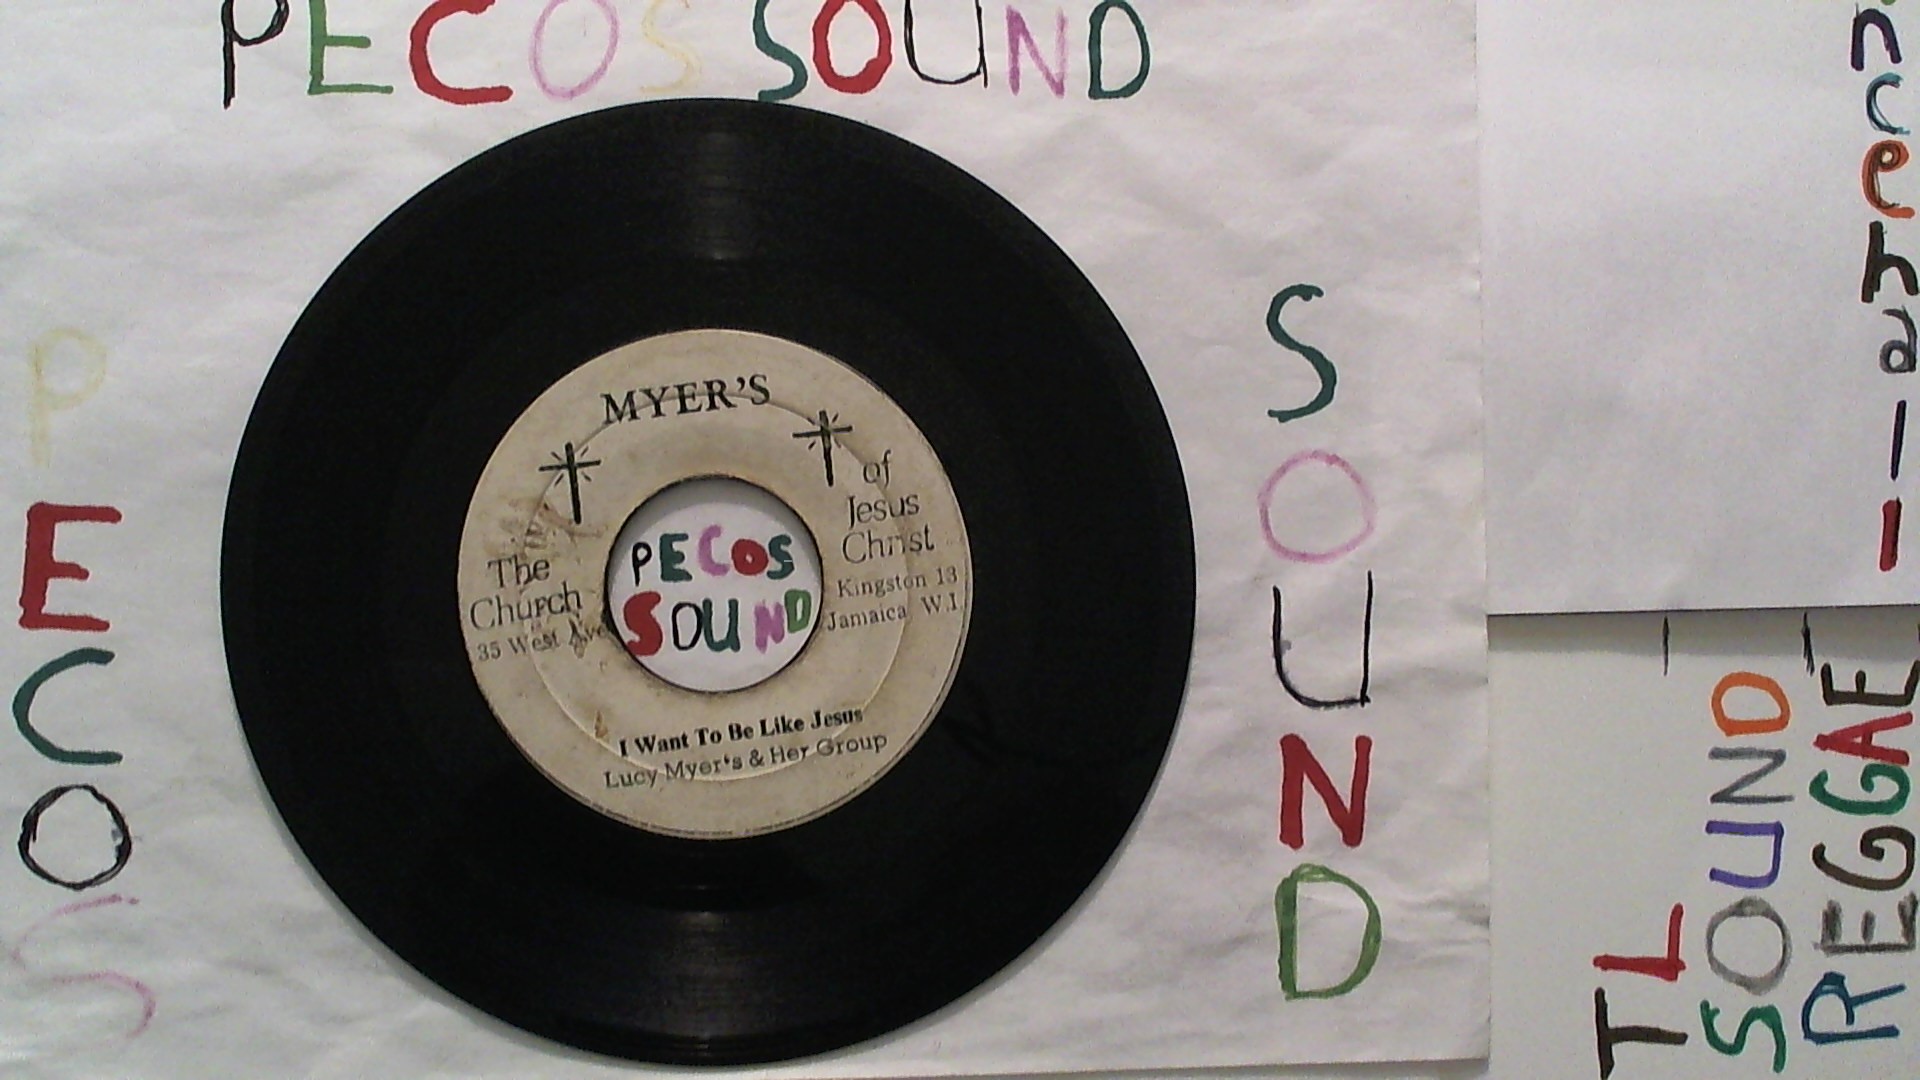 PECOS SOUND
PECOS
MYER'S
The
Church
35 West Ave
of
Jesus
Christ
Kingston 13
Jamaica W.I.
PECOS
SOUND
I Want To Be Like Jesus
Lucy Myer's & Her Group
SOUND
TL
SOUND
REGGAE